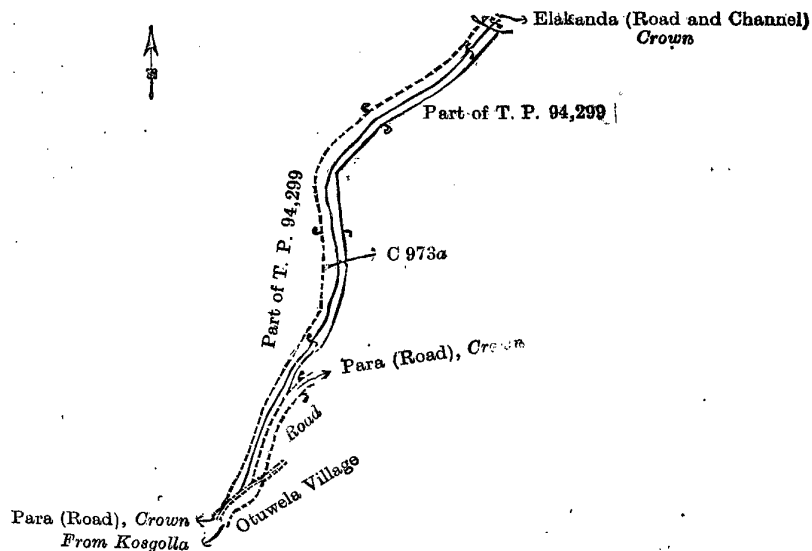 Elakanda (Road and Channel)
Crown
Part of T. P. 94,299
Part of T. P. 94,299
C 973a
Para (Road), Crown
Road
Otuwela Village
Para (Road), Crown
From Kosgolla